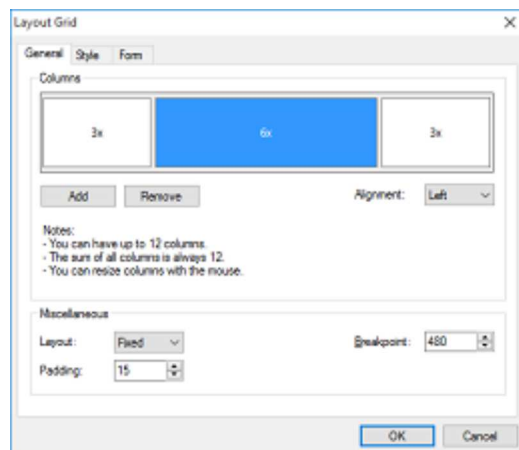 Layout Grid
General Style Form
Columns
3x 6x 3x
Add Remove Alignment: Left
Notes:
- You can have up to 12 columns.
- The sum of all columns is always 12.
- You can resize columns with the mouse.
Miscellaneous
Layout: Fixed Breakpoint: 480
Padding: 15
OK Cancel